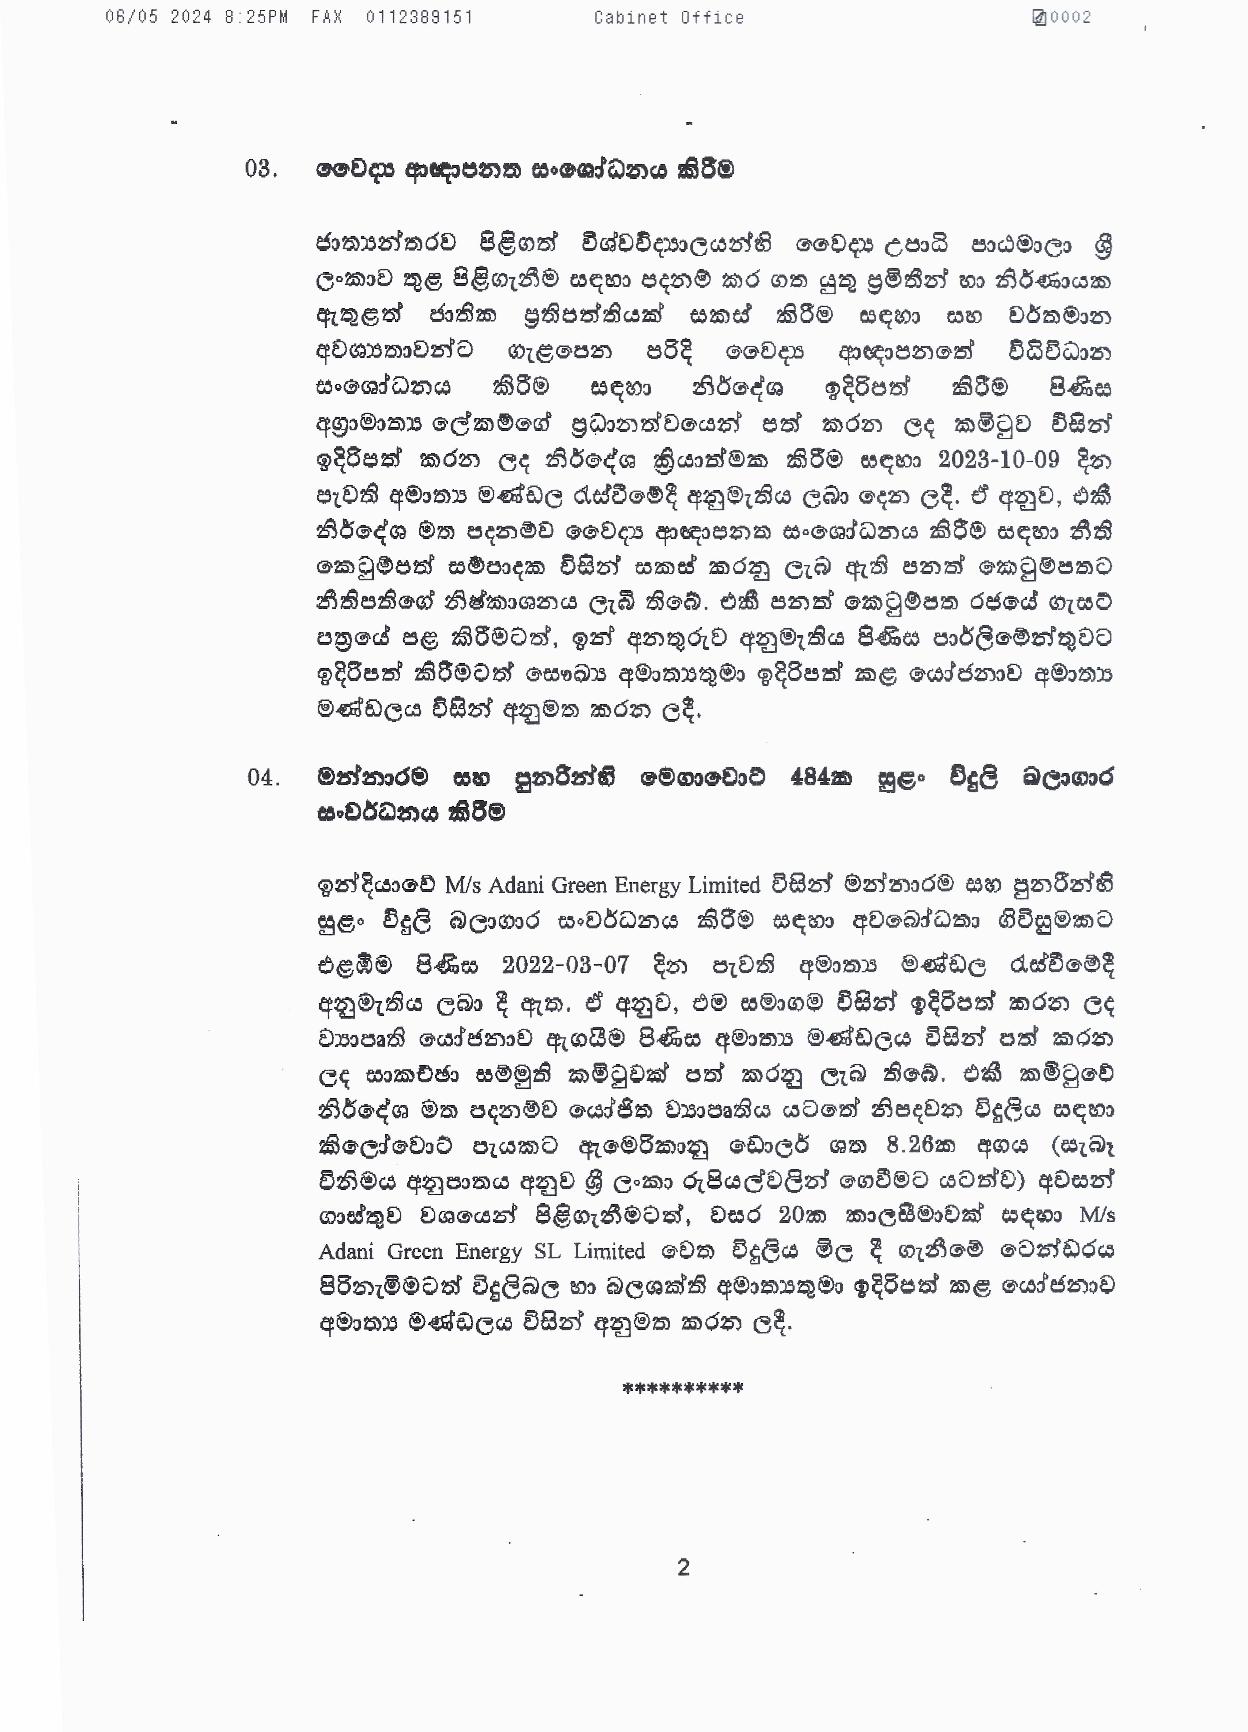 06/05 2024 8:25PM FAX 0112389151 Cabinet Office 0002
03. වෛද්‍ය ආඥාපනත සංශෝධනය කිරීම
ජාත්‍යන්තරව පිළිගත් විශ්වවිද්‍යාලයන්හි වෛද්‍ය උපාධි පාඨමාලා ශ්‍රී
ලංකාව තුළ පිළිගැනීම සඳහා පදනම් කර ගත යුතු ප්‍රමිතීන් හා නිර්ණායක
ඇතුළත් ජාතික ප්‍රතිපත්තියක් සකස් කිරීම සඳහා සහ වර්තමාන
අවශ්‍යතාවන්ට ගැළපෙන පරිදි වෛද්‍ය ආඥාපනතේ විධිවිධාන
සංශෝධනය කිරීම සඳහා නිර්දේශ ඉදිරිපත් කිරීම පිණිස
අග්‍රාමාත්‍ය ලේකම්ගේ ප්‍රධානත්වයෙන් පත් කරන ලද කමිටුව විසින්
ඉදිරිපත් කරන ලද නිර්දේශ ක්‍රියාත්මක කිරීම සඳහා 2023-10-09 දින
පැවති අමාත්‍ය මණ්ඩල රැස්වීමේදී අනුමැතිය ලබා දෙන ලදී. ඒ අනුව, එකී
නිර්දේශ මත පදනම්ව වෛද්‍ය ආඥාපනත සංශෝධනය කිරීම සඳහා නීති
කෙටුම්පත් සම්පාදක විසින් සකස් කරනු ලැබ ඇති පනත් කෙටුම්පතට
නීතිපතිගේ නිෂ්කාශනය ලැබී තිබේ. එකී පනත් කෙටුම්පත රජයේ ගැසට්
පත්‍රයේ පළ කිරීමටත්, ඉන් අනතුරුව අනුමැතිය පිණිස පාර්ලිමේන්තුවට
ඉදිරිපත් කිරීමටත් සෞඛ්‍ය අමාත්‍යතුමා ඉදිරිපත් කළ යෝජනාව අමාත්‍ය
මණ්ඩලය විසින් අනුමත කරන ලදී.
04. මන්නාරම සහ පුනරින්හි මෙගාවොට් 484ක සුළං විදුලි බලාගාර
සංවර්ධනය කිරීම
ඉන්දියාවේ M/s Adani Green Energy Limited විසින් මන්නාරම සහ පුනරින්හි
සුළං විදුලි බලාගාර සංවර්ධනය කිරීම සඳහා අවබෝධතා ගිවිසුමකට
එළඹීම පිණිස 2022-03-07 දින පැවති අමාත්‍ය මණ්ඩල රැස්වීමේදී
අනුමැතිය ලබා දී ඇත. ඒ අනුව, එම සමාගම විසින් ඉදිරිපත් කරන ලද
ව්‍යාපෘති යෝජනාව ඇගයීම පිණිස අමාත්‍ය මණ්ඩලය විසින් පත් කරන
ලද සාකච්ඡා සම්මුති කමිටුවක් පත් කරනු ලැබ තිබේ. එකී කමිටුවේ
නිර්දේශ මත පදනම්ව යෝජිත ව්‍යාපෘතිය යටතේ නිපදවන විදුලිය සඳහා
කිලෝවොට් පැයකට ඇමෙරිකානු ඩොලර් ශත 8.26ක අගය (සැබෑ
විනිමය අනුපාතය අනුව ශ්‍රී ලංකා රුපියල්වලින් ගෙවීමට යටත්ව) අවසන්
ගාස්තුව වශයෙන් පිළිගැනීමටත්, වසර 20ක කාලසීමාවක් සඳහා M/s
Adani Green Energy SL Limited වෙත විදුලිය මිල දී ගැනීමේ ටෙන්ඩරය
පිරිනැමීමටත් විදුලිබල හා බලශක්ති අමාත්‍යතුමා ඉදිරිපත් කළ යෝජනාව
අමාත්‍ය මණ්ඩලය විසින් අනුමත කරන ලදී.
**********
2